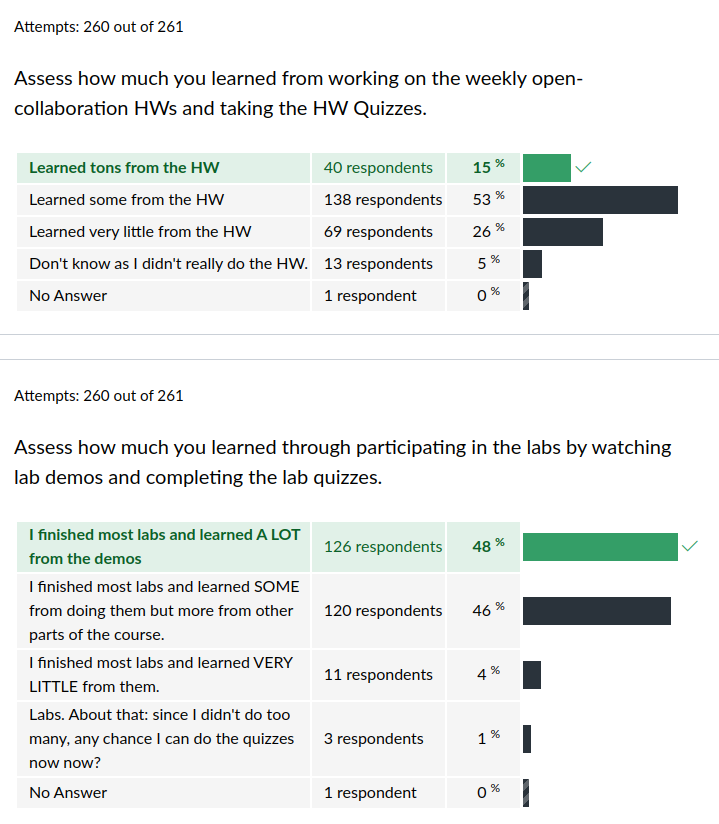 Attempts: 260 out of 261
Assess how much you learned from working on the weekly open-
collaboration HWs and taking the HW Quizzes.
Learned tons from the HW 40 respondents 15 %
Learned some from the HW 138 respondents 53 %
Learned very little from the HW 69 respondents 26 %
Don't know as I didn't really do the HW. 13 respondents 5 %
No Answer 1 respondent 0 %
Attempts: 260 out of 261
Assess how much you learned through participating in the labs by watching
lab demos and completing the lab quizzes.
I finished most labs and learned A LOT
from the demos
126 respondents 48 %
I finished most labs and learned SOME
from doing them but more from other
parts of the course.
120 respondents 46 %
I finished most labs and learned VERY
LITTLE from them.
11 respondents 4 %
Labs. About that: since I didn't do too
many, any chance I can do the quizzes
now now?
3 respondents 1 %
No Answer 1 respondent 0 %